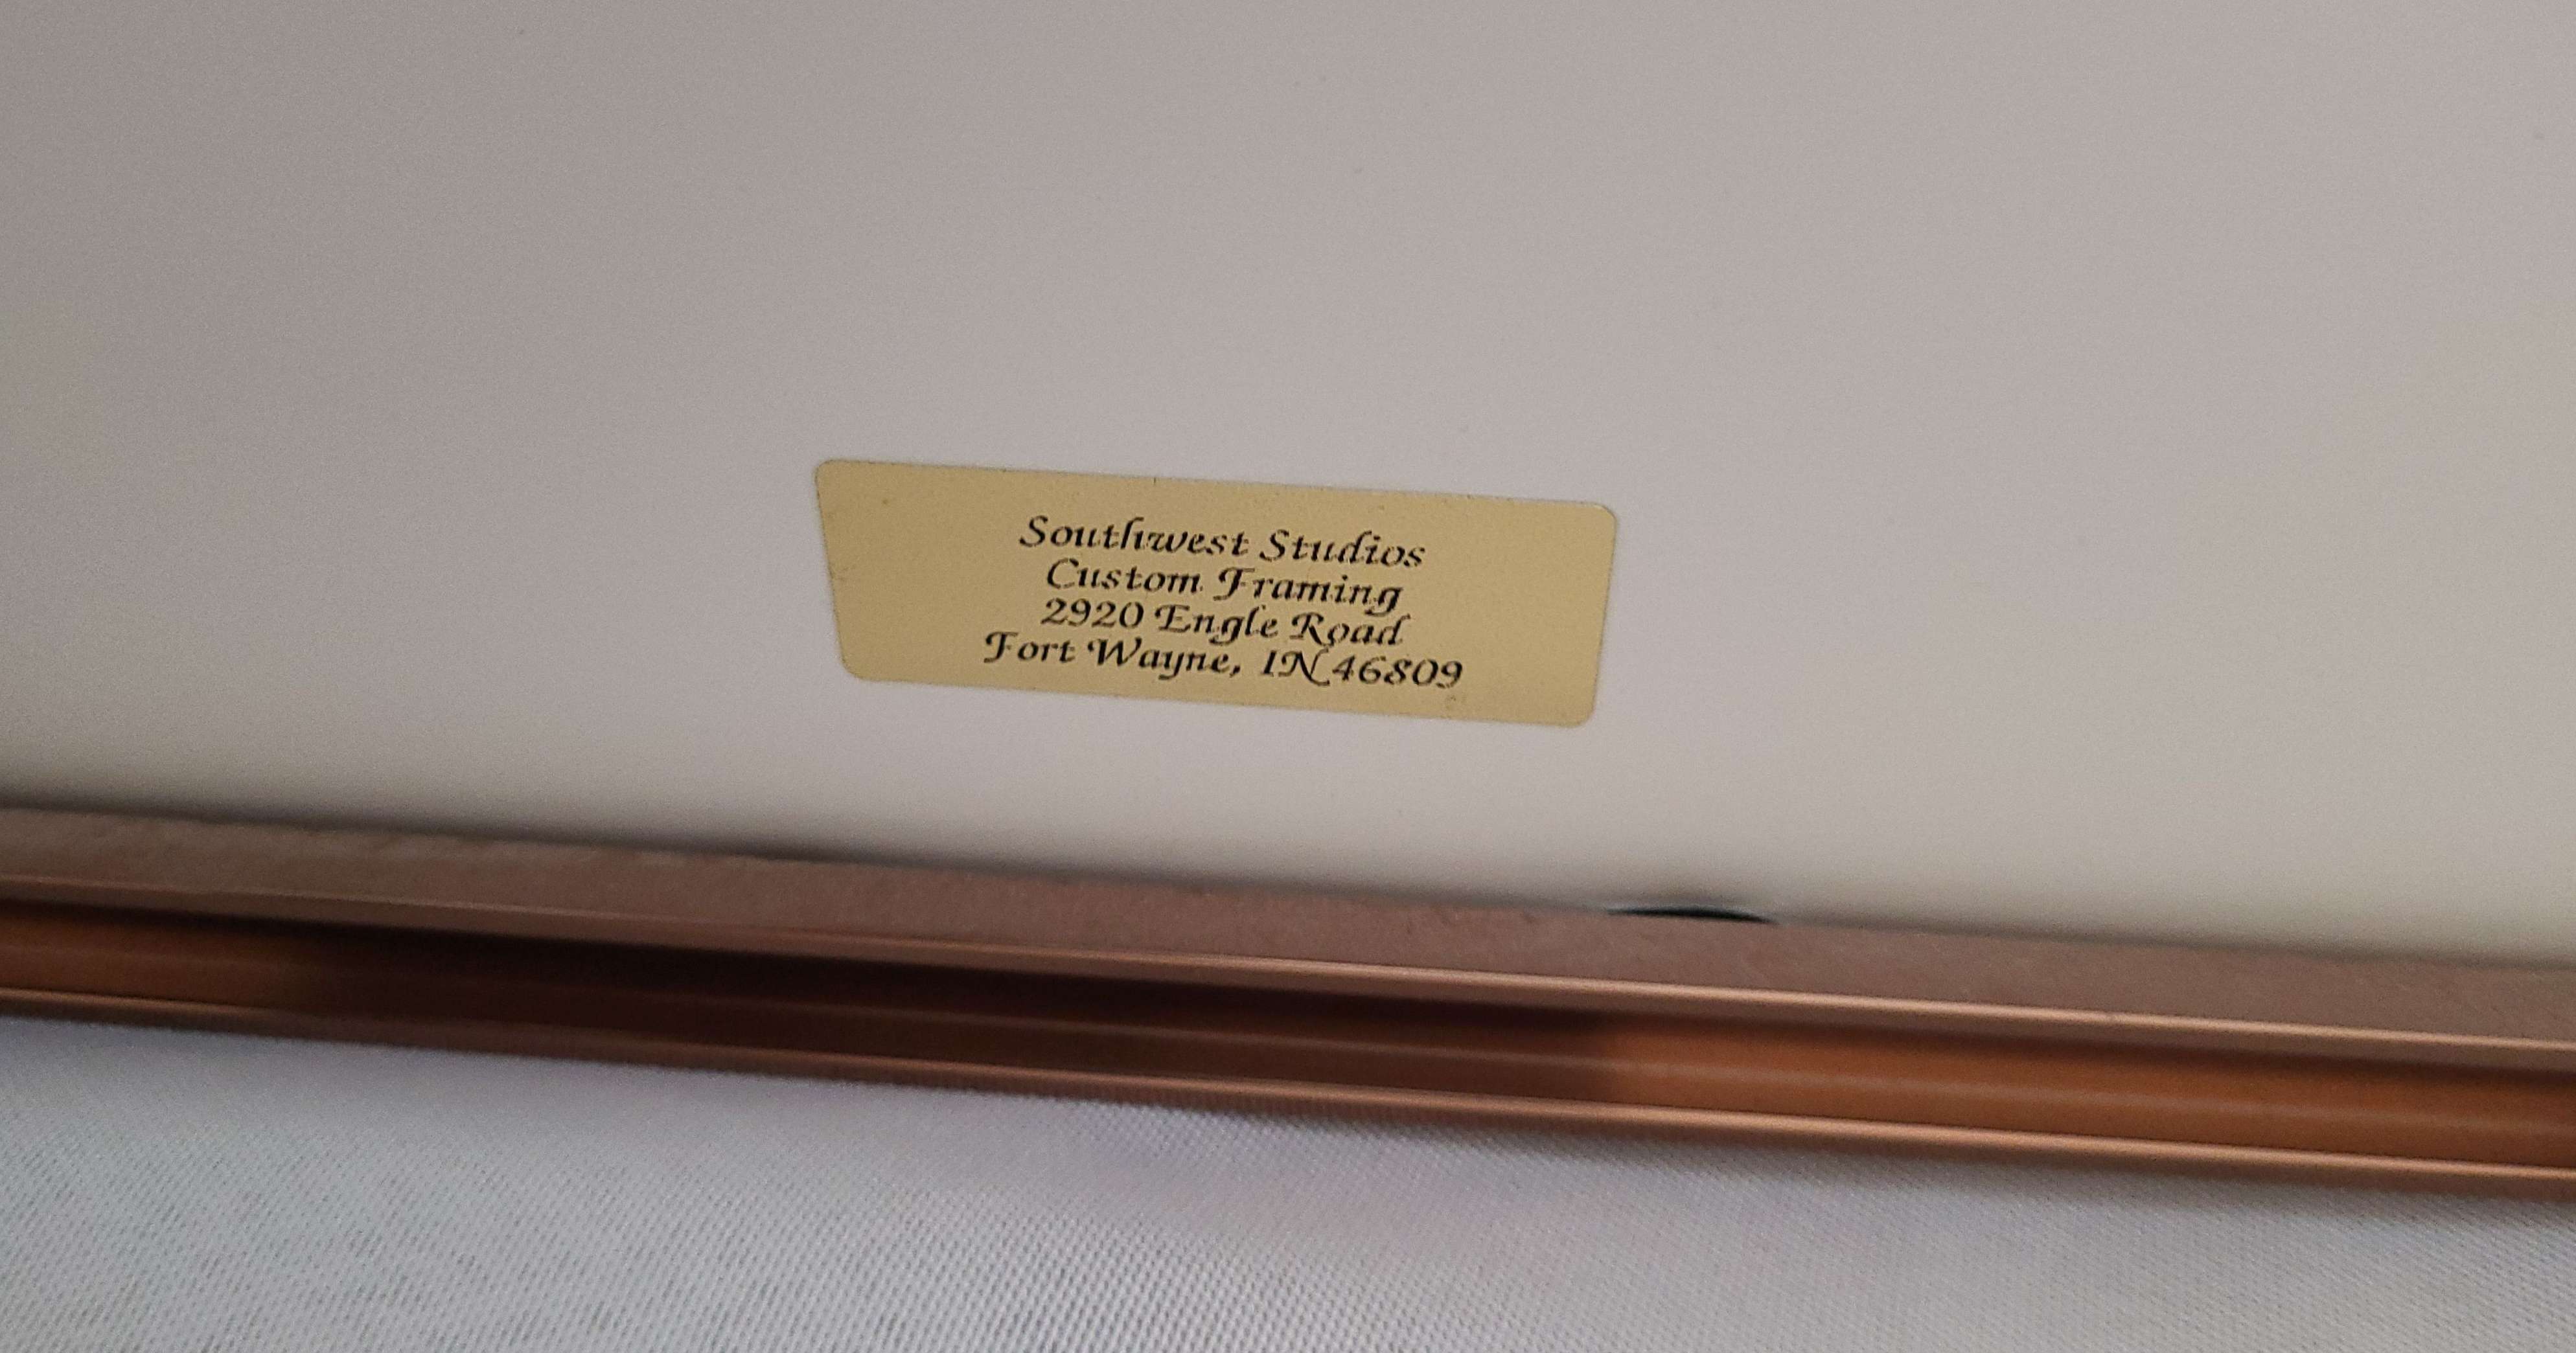 Southwest Studios
Custom Framing
2920 Engle Road
Fort Wayne, IN 46809